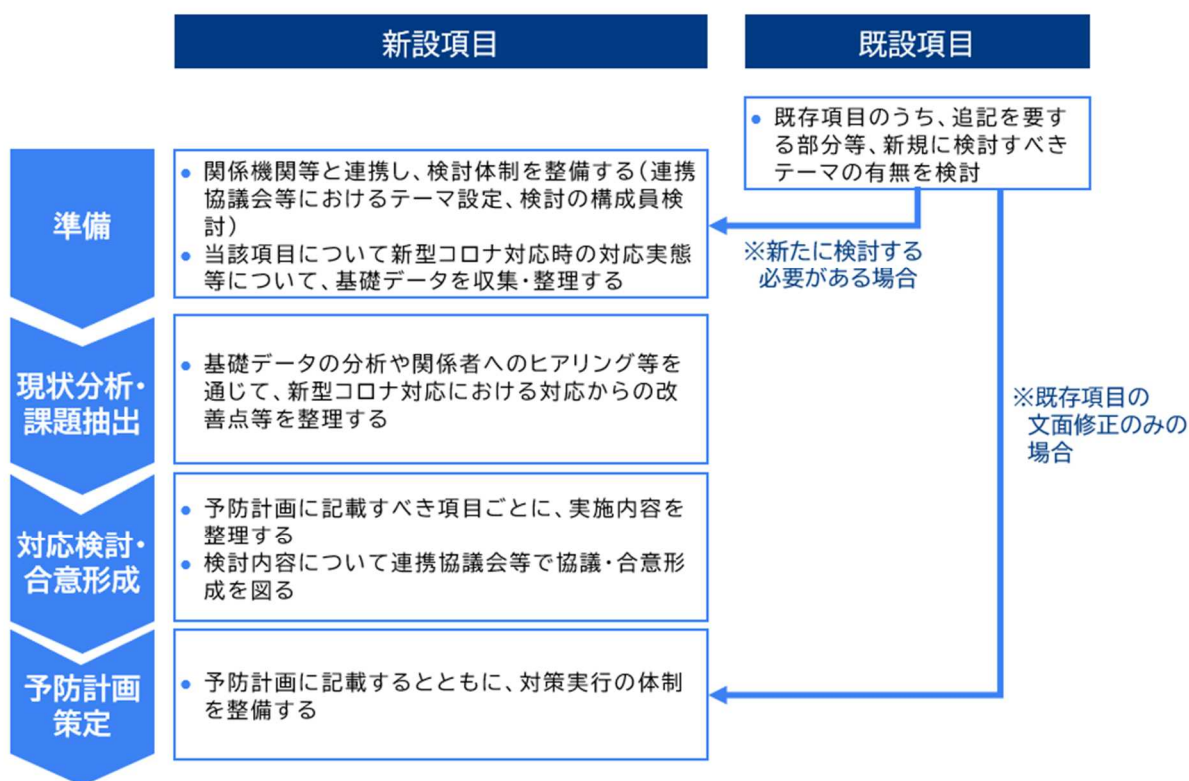 新設項目
既設項目
● 既存項目のうち、追記を要す
る部分等、新規に検討すべき
テーマの有無を検討
準備
● 関係機関等と連携し、検討体制を整備する(連携
協議会等におけるテーマ設定、検討の構成員検
討)
● 当該項目について新型コロナ対応時の対応実態
等について、基礎データを収集・整理する
※新たに検討する
必要がある場合
現状分析・
課題抽出
● 基礎データの分析や関係者へのヒアリング等を
通じて、新型コロナ対応における対応からの改
善点等を整理する
※既存項目の
文面修正のみの
場合
対応検討・
合意形成
● 予防計画に記載すべき項目ごとに、実施内容を
整理する
● 検討内容について連携協議会等で協議・合意形
成を図る
予防計画
策定
● 予防計画に記載するとともに、対策実行の体制
を整備する